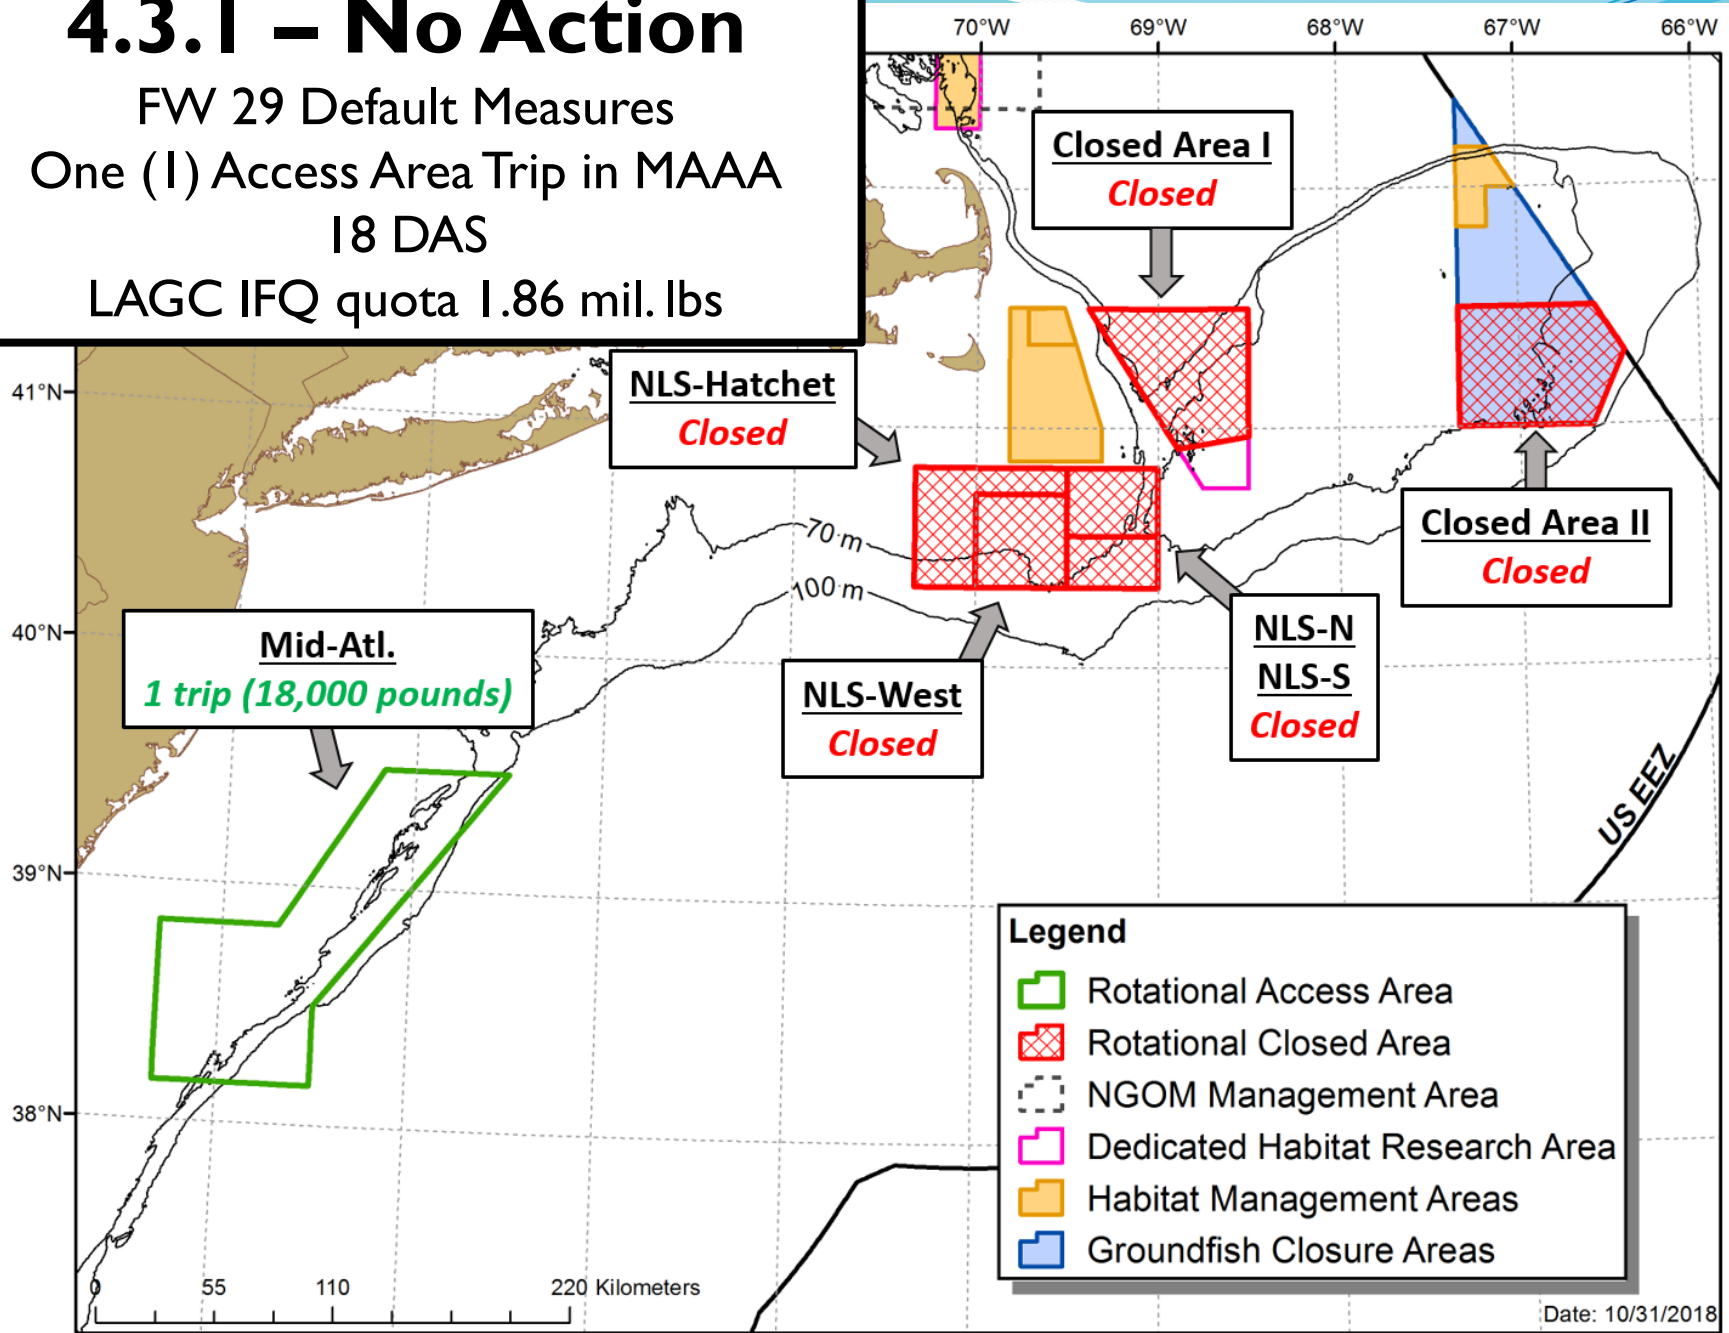 4.3.1 – No Action
FW 29 Default Measures
One (1) Access Area Trip in MAAA
18 DAS
LAGC IFQ quota 1.86 mil. lbs
70°W
69°W
68°W
67°W
66°W
Closed Area I
Closed
NLS-Hatchet
Closed
41°N
70 m
100 m
Closed Area II
Closed
40°N
Mid-Atl.
1 trip (18,000 pounds)
NLS-West
Closed
NLS-N
NLS-S
Closed
US EEZ
39°N
38°N
Legend
Rotational Access Area
Rotational Closed Area
NGOM Management Area
Dedicated Habitat Research Area
Habitat Management Areas
Groundfish Closure Areas
0 55 110 220 Kilometers
Date: 10/31/2018